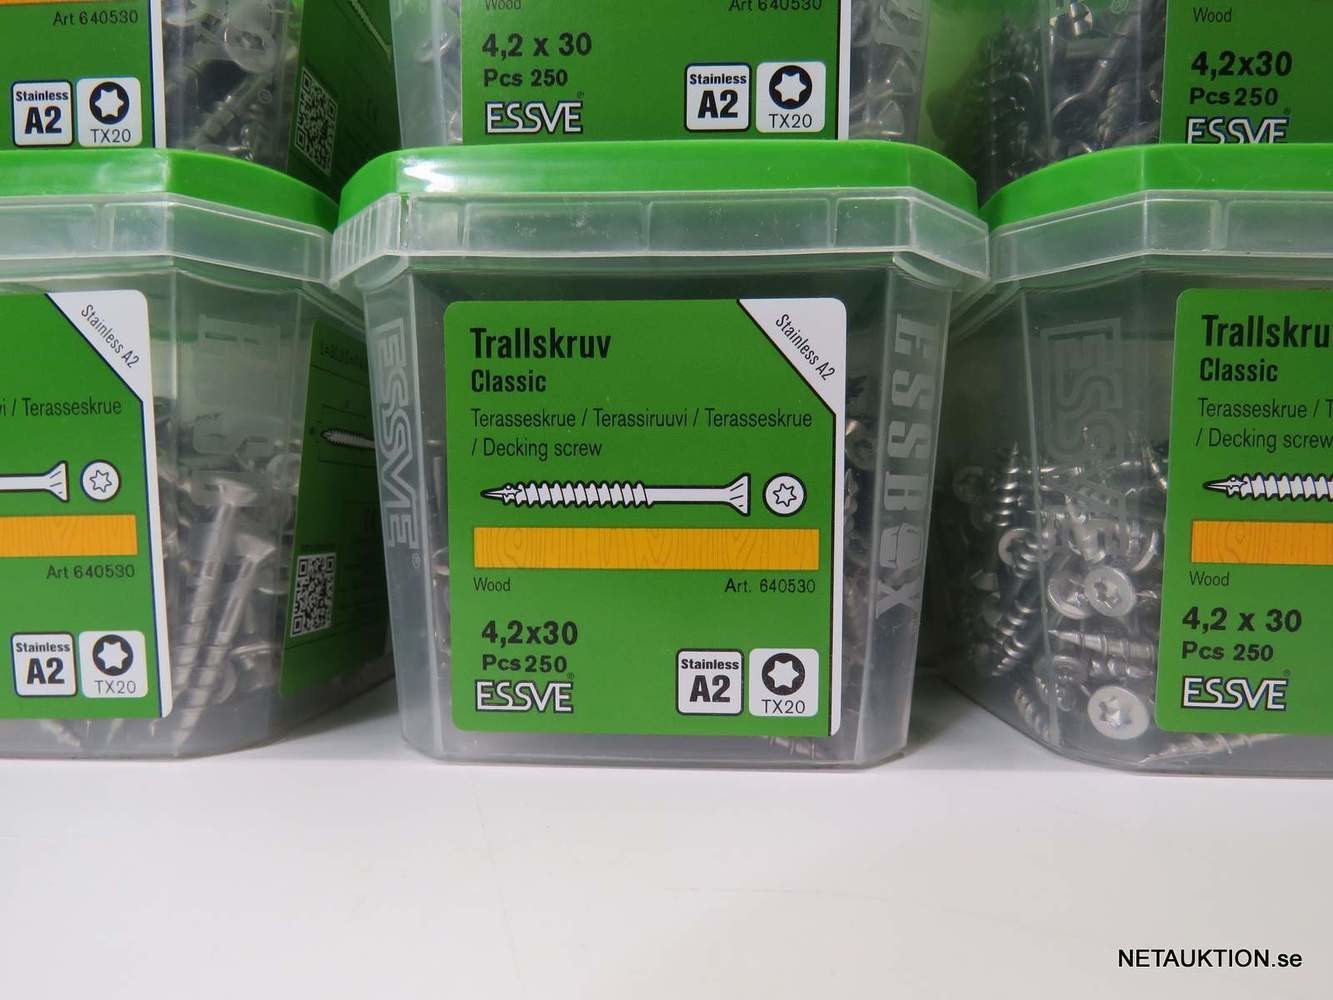 Art 640530
Stainless
A2
TX20
Wood
Art 640530
4,2 x 30
Pcs 250
ESSVE
Stainless
A2
TX20
Wood
4,2x30
Pcs 250
ESSVE
Stainless A2
/ Terasseskrue
Art 640530
Stainless
A2
TX20
ESSVE
ESSBOX
Trallskruv
Classic
Stainless A2
Terasseskrue / Terassiruuvi / Terasseskrue
/ Decking screw
Wood
Art. 640530
4,2x30
Pcs 250
ESSVE
Stainless
A2
TX20
ESSVE
Trallskru
Classic
Terasseskrue / T
/ Decking screw
Wood
4,2 x 30
Pcs 250
ESSVE
NETAUKTION.se